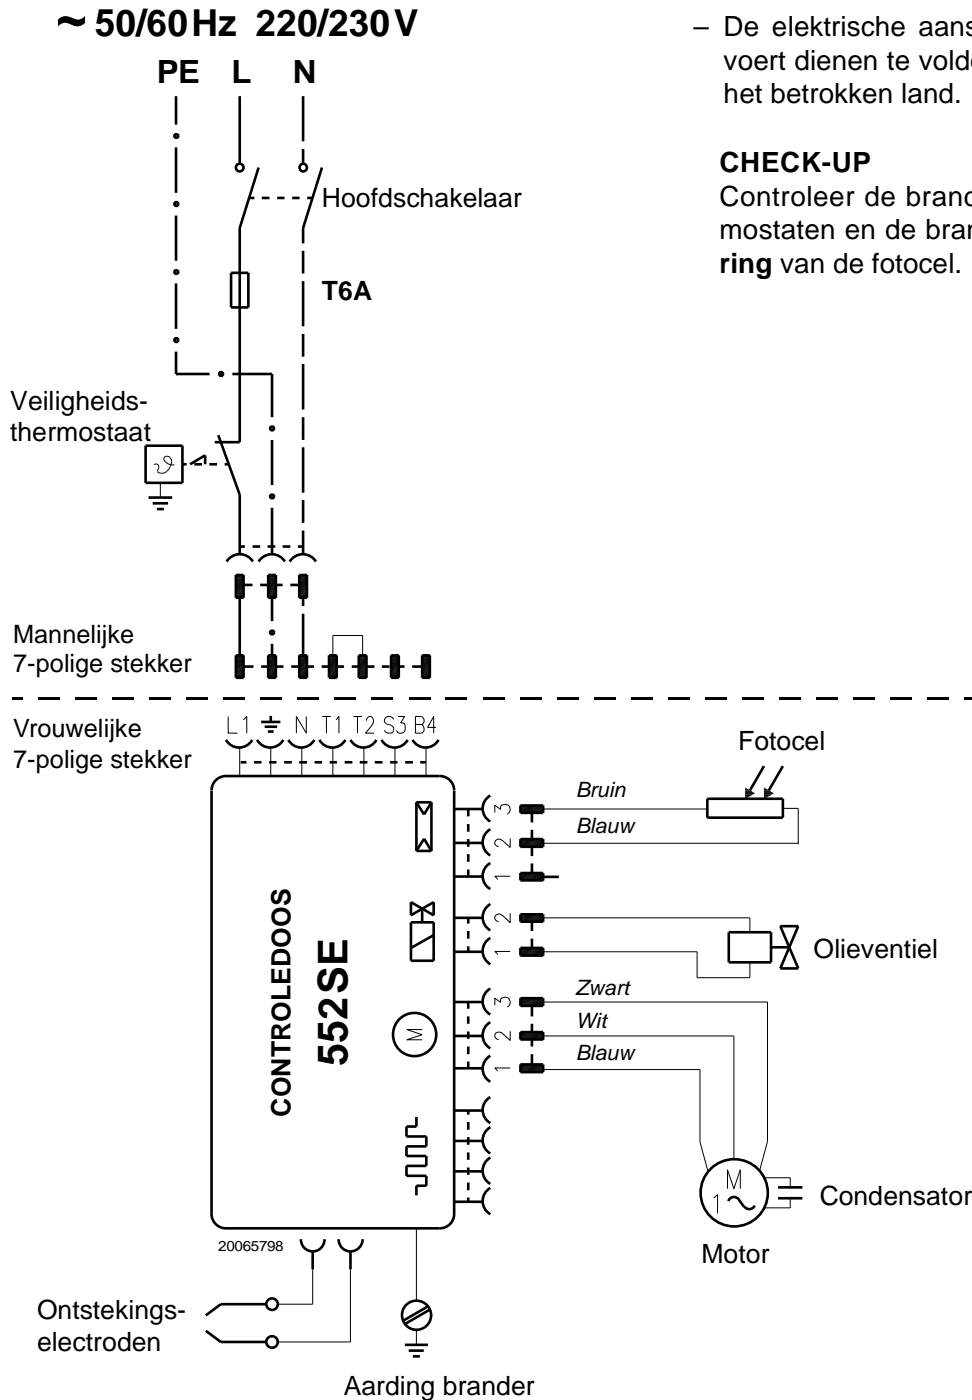 ~ 50/60 Hz 220/230 V
PE L N
Hoofdschakelaar
T6A
Veiligheids-
thermostaat
Mannelijke
7-polige stekker
– De elektrische aans
voert dienen te volde
het betrokken land.
CHECK-UP
Controleer de brand
mostaten en de bran
ring van de fotocel.
Vrouwelijke
7-polige stekker
L1 N T1 T2 S3 B4
CONTROLEDOOS
552SE
3
2
1
Bruin
Blauw
Fotocel
2
1
Olieventiel
M
3
2
1
Zwart
Wit
Blauw
M
1~
Condensator
Motor
20065798
Ontstekings-
electroden
Aarding brander